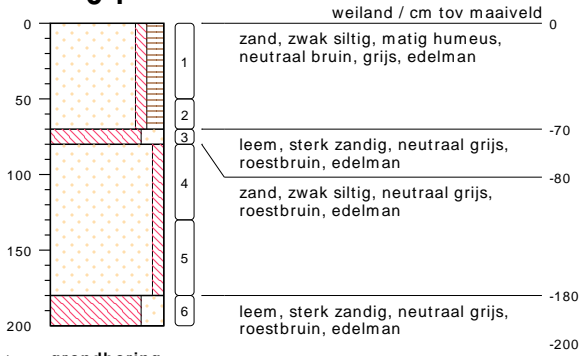 weiland / cm tov maaiveld
0
0
zand, zwak siltig, matig humeus,
neutraal bruin, grijs, edelman
1
50
2
-70
3
leem, sterk zandig, neutraal grijs,
roestbruin, edelman
100
-80
4
zand, zwak siltig, neutraal grijs,
roestbruin, edelman
150
5
-180
6
leem, sterk zandig, neutraal grijs,
roestbruin, edelman
200
-200